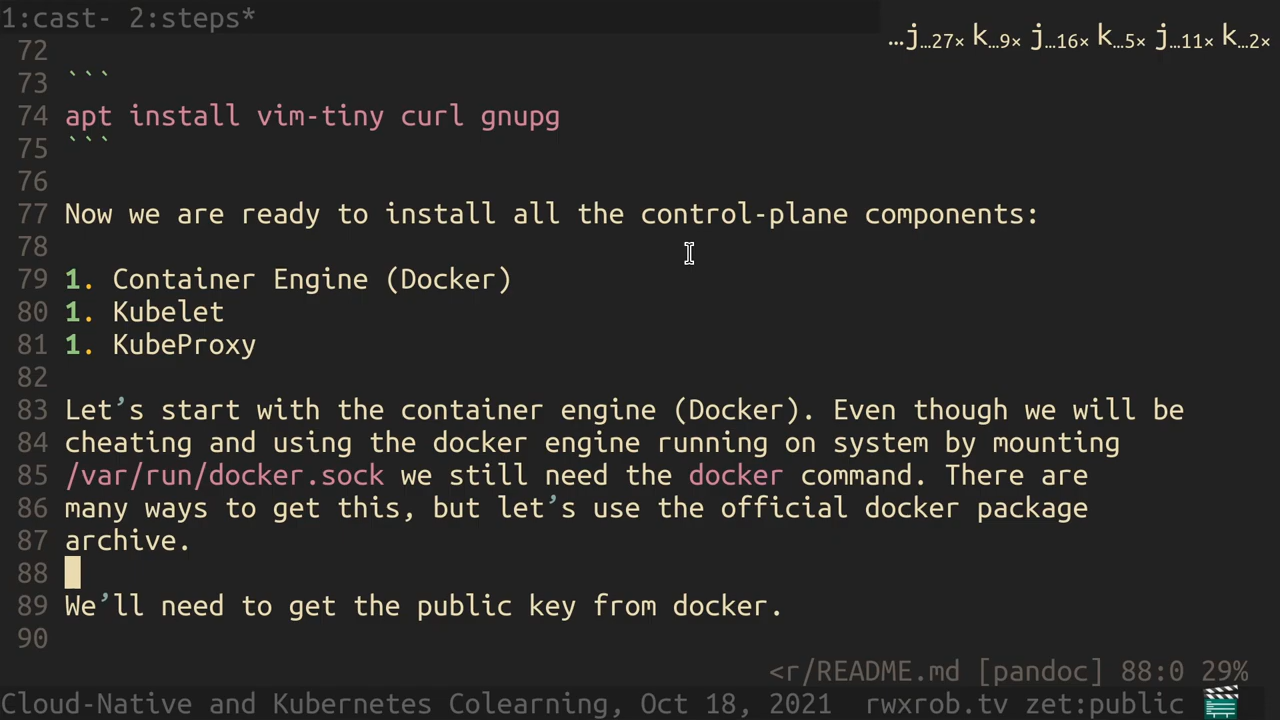 1:cast- 2:steps*
…j…27× k…9× j…16× k…5× j…11× k…2×
72
73 ```
74 apt install vim-tiny curl gnupg
75 ```
76
77 Now we are ready to install all the control-plane components:
78
79 1. Container Engine (Docker)
80 1. Kubelet
81 1. KubeProxy
82
83 Let’s start with the container engine (Docker). Even though we will be
84 cheating and using the docker engine running on system by mounting
85 /var/run/docker.sock we still need the docker command. There are
86 many ways to get this, but let’s use the official docker package
87 archive.
88
89 We’ll need to get the public key from docker.
90
<r/README.md [pandoc] 88:0 29%
Cloud-Native and Kubernetes Colearning, Oct 18, 2021 rwxrob.tv zet:public 🎬